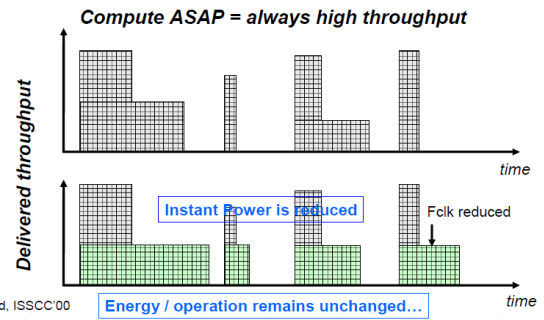 Compute ASAP = always high throughput
Delivered throughput
time
Instant Power is reduced
Fclk reduced
time
d, ISSCC'00
Energy / operation remains unchanged…